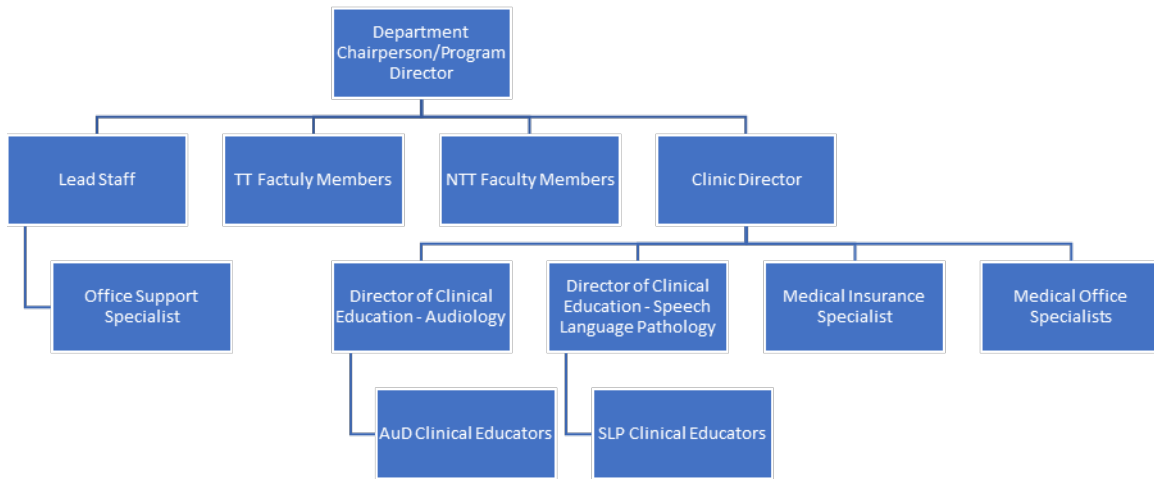 Department
Chairperson/Program
Director
Lead Staff
TT Factuly Members
NTT Faculty Members
Clinic Director
Office Support
Specialist
Director of Clinical
Education - Audiology
Director of Clinical
Education - Speech
Language Pathology
Medical Insurance
Specialist
Medical Office
Specialists
AuD Clinical Educators
SLP Clinical Educators